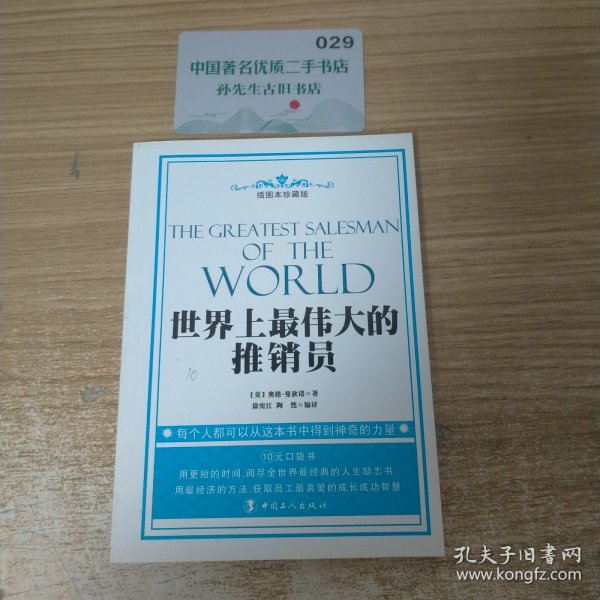 029
中国著名优质二手书店
孙先生古旧书店
插图本珍藏版
THE GREATEST SALESMAN
OF THE
WORLD
世界上最伟大的
推销员
10
［美］奥格·曼狄诺◎著
徐宪江 陶然◎编译
每个人都可以从这本书中得到神奇的力量
⑩元口袋书
用更短的时间、阅尽全世界最经典的人生励志书
用最经济的方法、获取员工最喜爱的成长成功智慧
中国工人出版社
孔夫子旧书网
www.kongfz.com